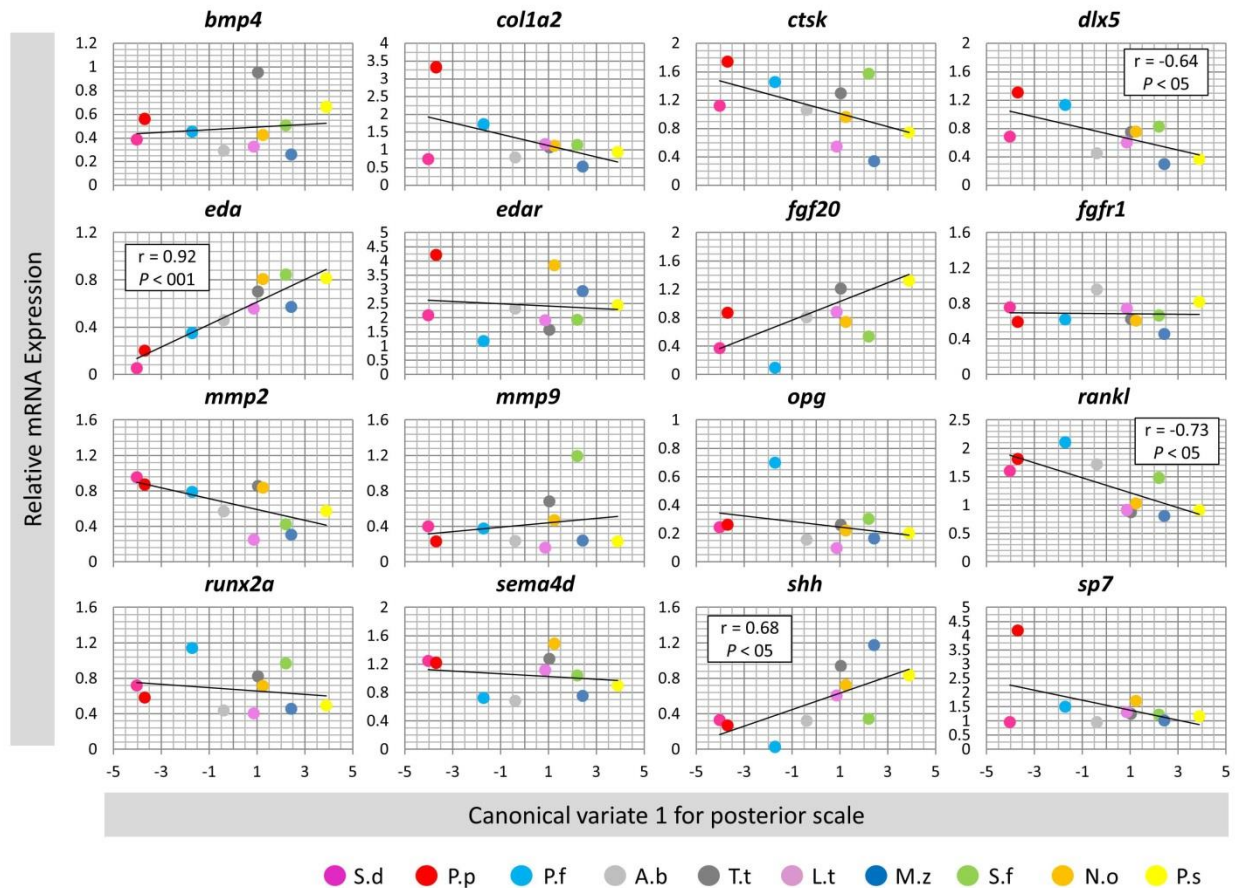 bmp4 col1a2 ctsk dlx5
1.2 4 2 2
1 3.5 1.6 1.6
0.8 3 1.2 1.2
0.6 2.5 0.8 0.8
0.4 2 0.4 0.4
0.2 1.5 0 0
0 1
0.5
0
r = -0.64
P < 05
eda edar fgf20 fgfr1
1.2 5 2 1.6
0.8 4.5 1.6 1.2
0.4 4 1.2 0.8
0 3.5 0.8 0.4
3 0.4 0
2.5 0
2
1.5
1
0.5
0
r = 0.92
P < 001
mmp2 mmp9 opg rankl
1.6 1.6 1 2.5
1.2 1.2 0.8 2
0.8 0.8 0.6 1.5
0.4 0.4 0.4 1
0 0 0.2 0.5
0 0
r = -0.73
P < 05
runx2a sema4d shh sp7
1.6 2 1.6 5
1.2 1.6 1.2 4.5
0.8 1.2 0.8 4
0.4 0.8 0.4 3.5
0 0.4 0 3
0 2.5
2
1.5
1
0.5
0
r = 0.68
P < 05
-5 -3 -1 1 3 5 -5 -3 -1 1 3 5 -5 -3 -1 1 3 5 -5 -3 -1 1 3 5
Relative mRNA Expression
Canonical variate 1 for posterior scale
S.d P.p P.f A.b T.t L.t M.z S.f N.o P.s